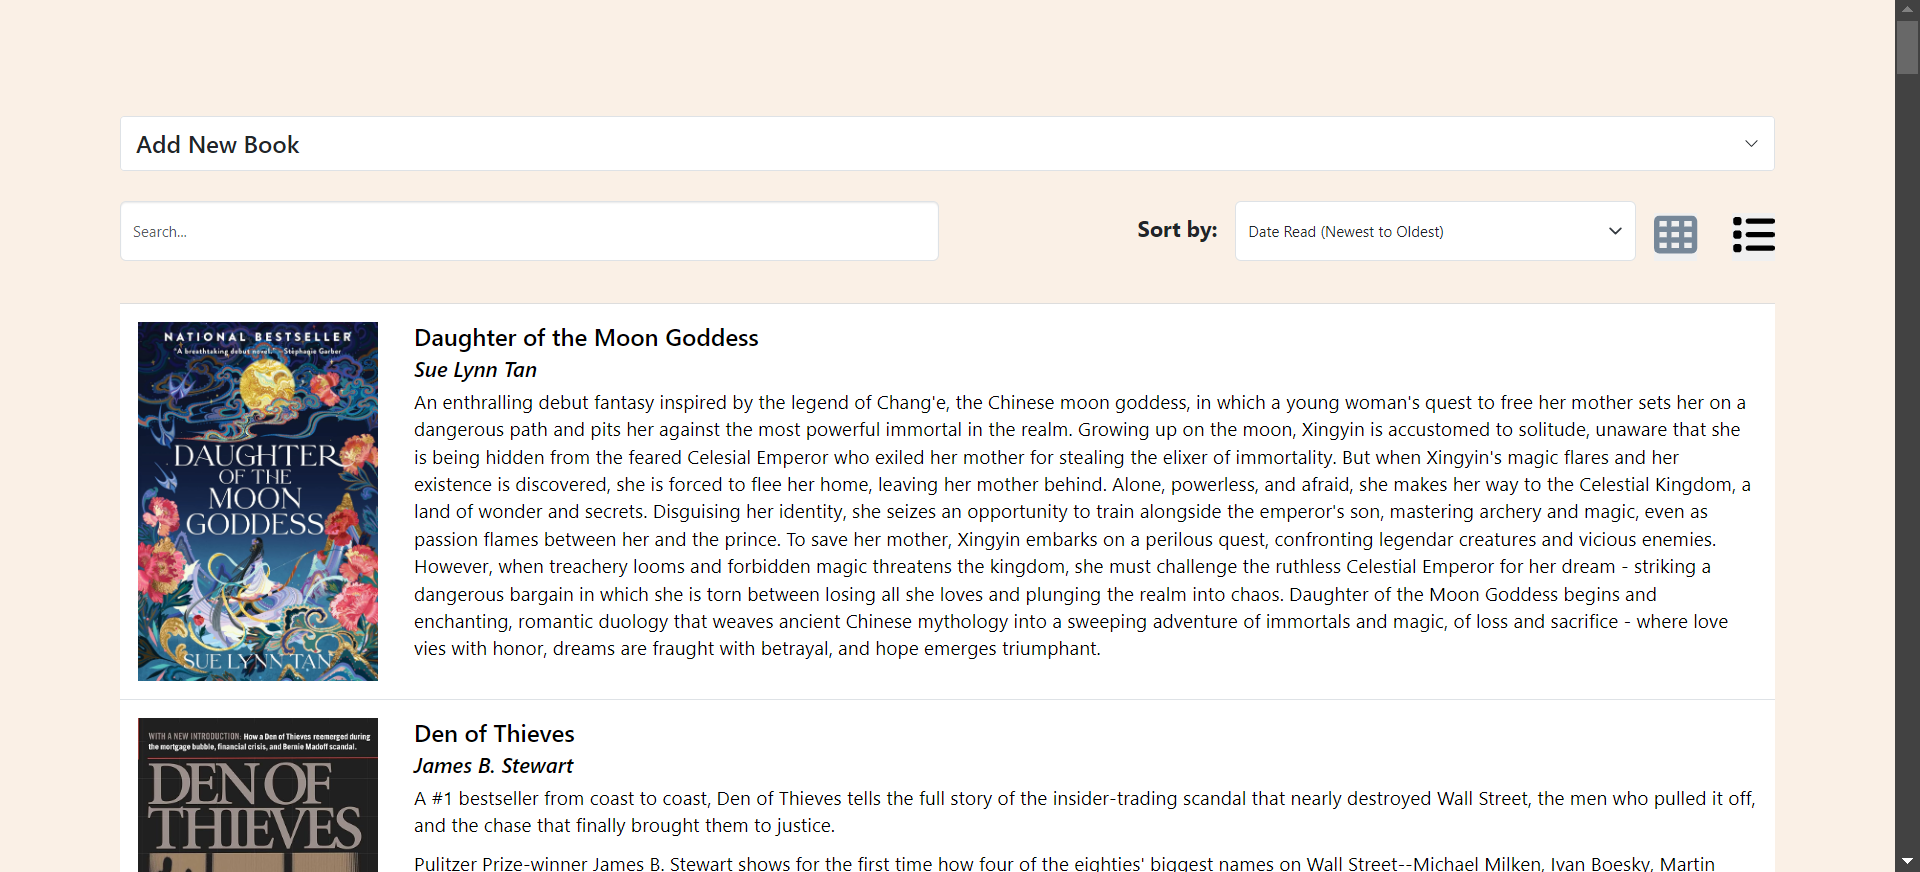 Add New Book
Search...
Sort by:
Date Read (Newest to Oldest)
NATIONAL BESTSELLER
"A breathtaking debut novel." —Stephanie Garber
DAUGHTER
OF THE
MOON
GODDESS
SUE LYNN TAN
Daughter of the Moon Goddess
Sue Lynn Tan
An enthralling debut fantasy inspired by the legend of Chang'e, the Chinese moon goddess, in which a young woman's quest to free her mother sets her on a
dangerous path and pits her against the most powerful immortal in the realm. Growing up on the moon, Xingyin is accustomed to solitude, unaware that she
is being hidden from the feared Celesial Emperor who exiled her mother for stealing the elixer of immortality. But when Xingyin's magic flares and her
existence is discovered, she is forced to flee her home, leaving her mother behind. Alone, powerless, and afraid, she makes her way to the Celestial Kingdom, a
land of wonder and secrets. Disguising her identity, she seizes an opportunity to train alongside the emperor's son, mastering archery and magic, even as
passion flames between her and the prince. To save her mother, Xingyin embarks on a perilous quest, confronting legendar creatures and vicious enemies.
However, when treachery looms and forbidden magic threatens the kingdom, she must challenge the ruthless Celestial Emperor for her dream - striking a
dangerous bargain in which she is torn between losing all she loves and plunging the realm into chaos. Daughter of the Moon Goddess begins and
enchanting, romantic duology that weaves ancient Chinese mythology into a sweeping adventure of immortals and magic, of loss and sacrifice - where love
vies with honor, dreams are fraught with betrayal, and hope emerges triumphant.
WITH A NEW INTRODUCTION: How a Den of Thieves reemerged during
the mortgage bubble, financial crisis, and Bernie Madoff scandal.
DEN OF
THIEVES
Den of Thieves
James B. Stewart
A #1 bestseller from coast to coast, Den of Thieves tells the full story of the insider-trading scandal that nearly destroyed Wall Street, the men who pulled it off,
and the chase that finally brought them to justice.
Pulitzer Prize-winner James B. Stewart shows for the first time how four of the eighties' biggest names on Wall Street--Michael Milken, Ivan Boesky, Martin